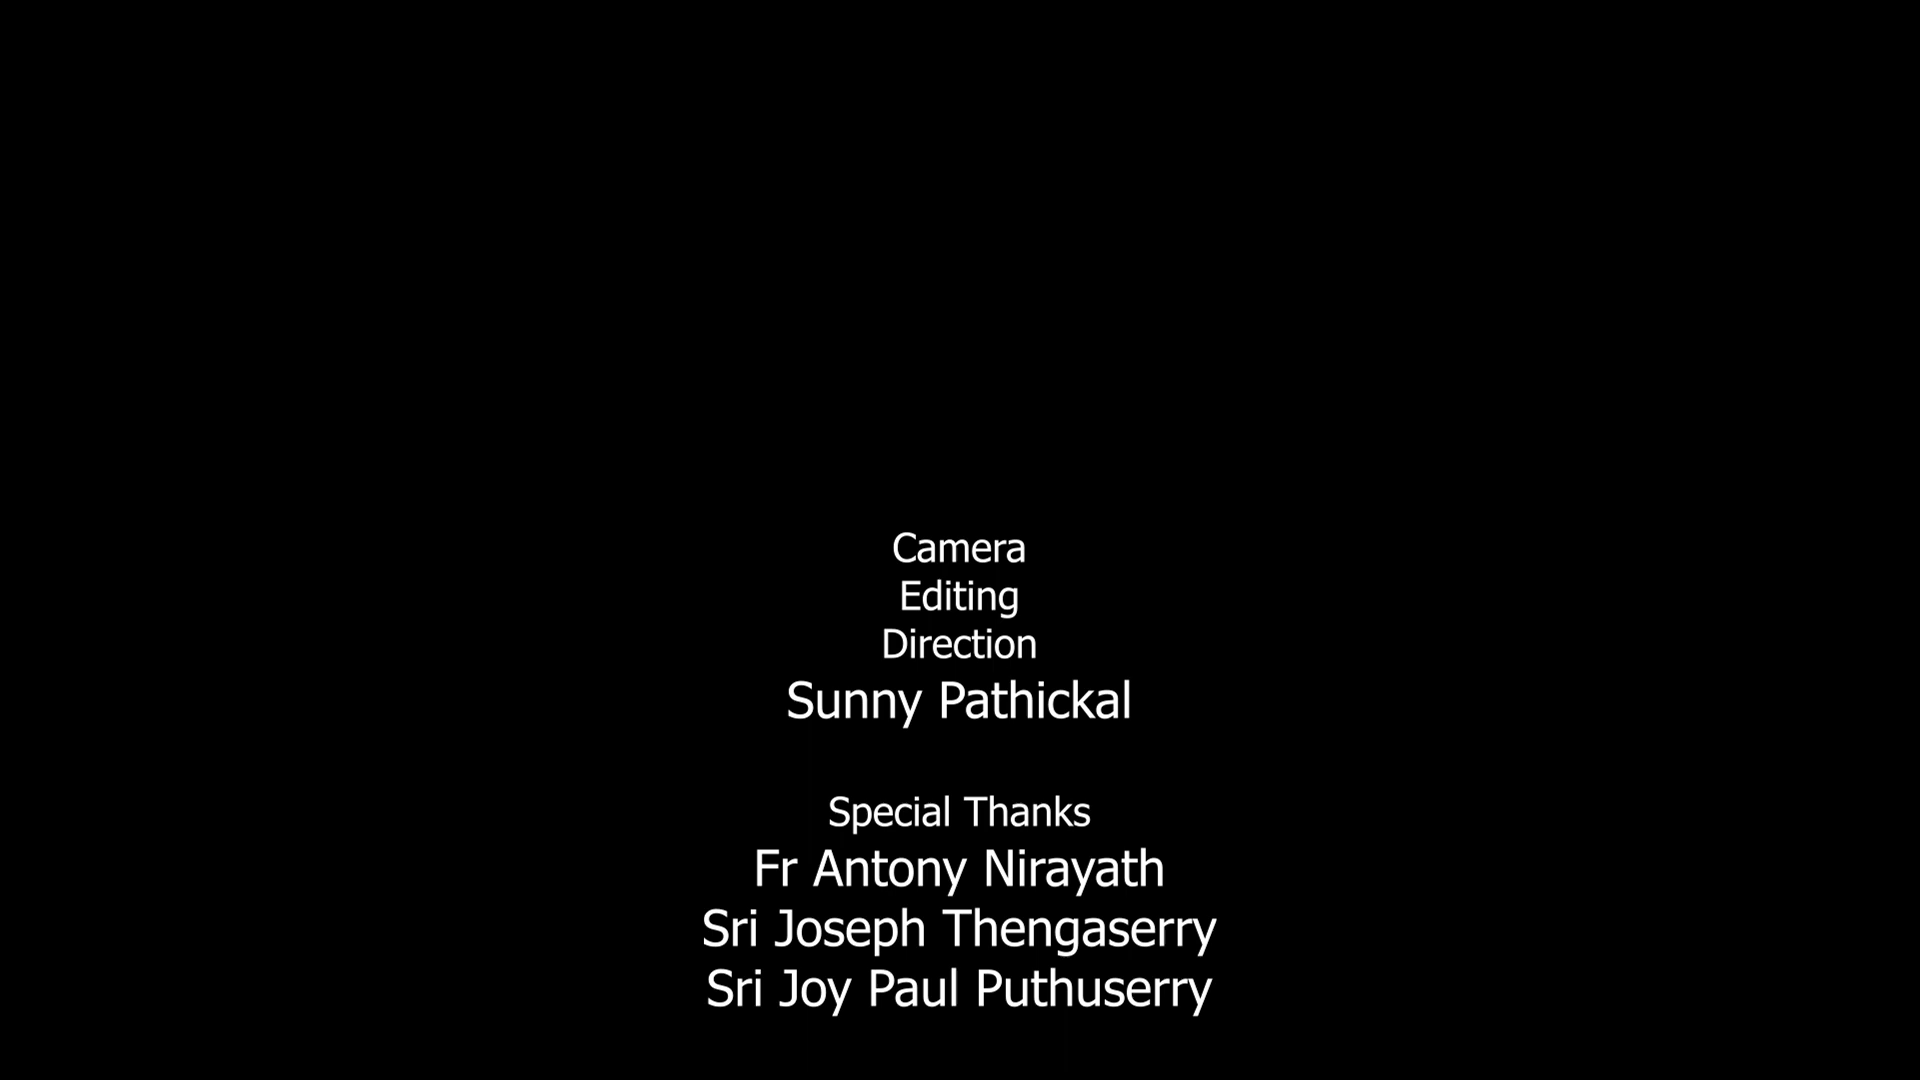 Camera
Editing
Direction
Sunny Pathickal
Special Thanks
Fr Antony Nirayath
Sri Joseph Thengaserry
Sri Joy Paul Puthuserry